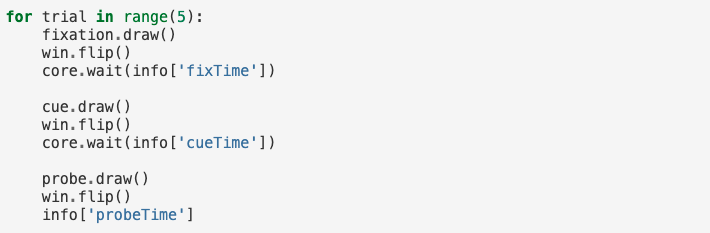 for trial in range(5):
    fixation.draw()
    win.flip()
    core.wait(info['fixTime'])

    cue.draw()
    win.flip()
    core.wait(info['cueTime'])

    probe.draw()
    win.flip()
    info['probeTime']